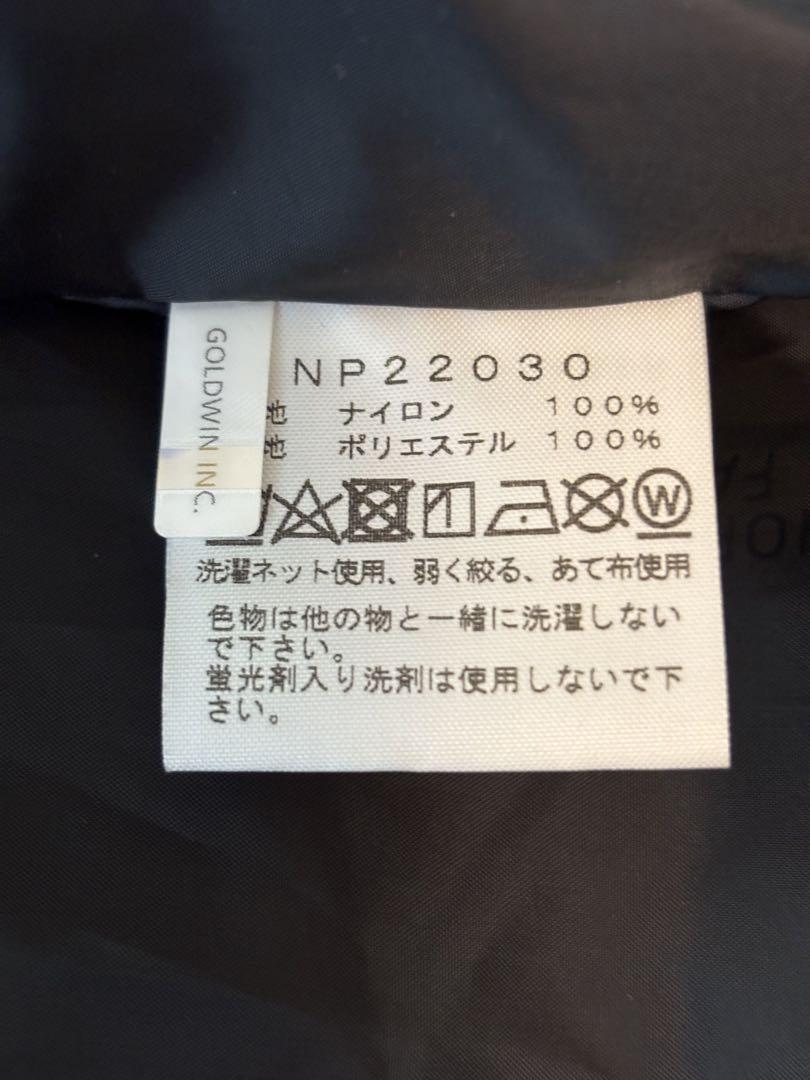 GOLDWIN INC.
NP22030
地 ナイロン 100%
地 ポリエステル 100%
W
洗濯ネット使用、弱く絞る、あて布使用
色物は他の物と一緒に洗濯しない
で下さい。
蛍光剤入り洗剤は使用しないで下
さい。